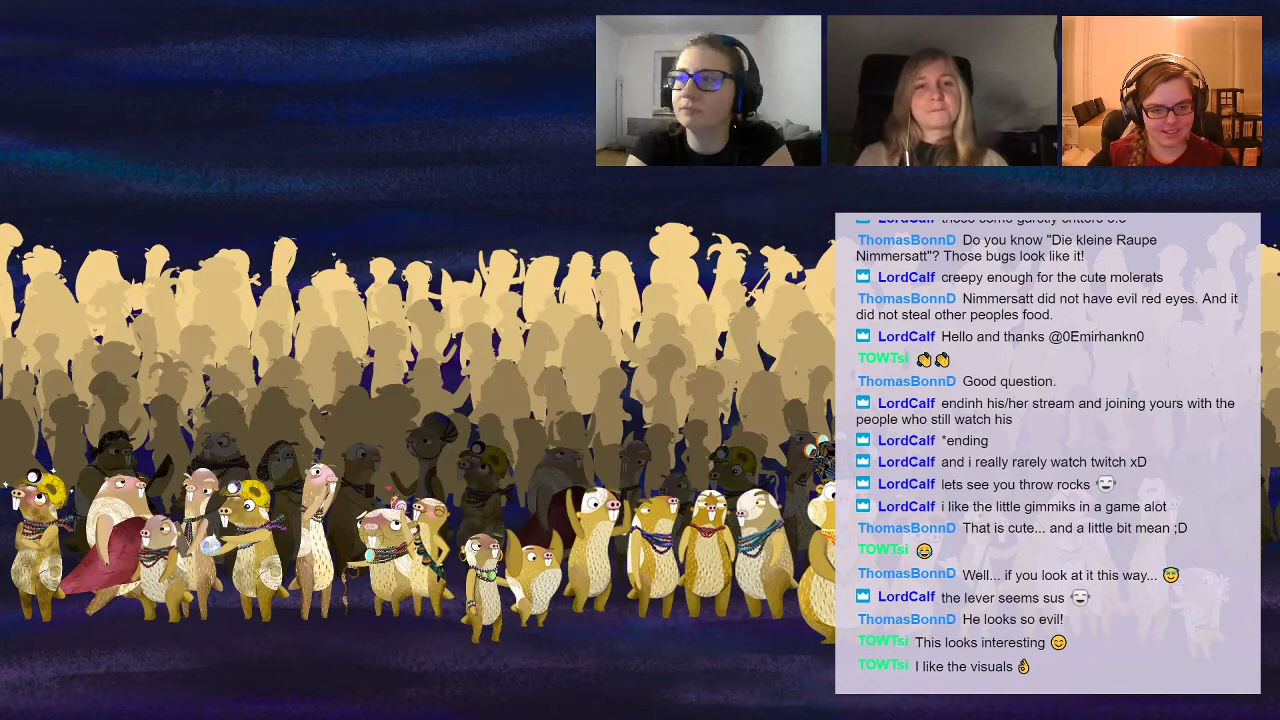 ThomasBonnD Do you know "Die kleine Raupe
Nimmersatt"? Those bugs look like it!
LordCalf creepy enough for the cute molerats
ThomasBonnD Nimmersatt did not have evil red eyes. And it
did not steal other peoples food.
LordCalf Hello and thanks @0Emirhankn0
TOWTsi
ThomasBonnD Good question.
LordCalf endinh his/her stream and joining yours with the
people who still watch his
LordCalf *ending
LordCalf and i really rarely watch twitch xD
LordCalf lets see you throw rocks
LordCalf i like the little gimmiks in a game alot
ThomasBonnD That is cute... and a little bit mean ;D
TOWTsi
ThomasBonnD Well... if you look at it this way...
LordCalf the lever seems sus
ThomasBonnD He looks so evil!
TOWTsi This looks interesting
TOWTsi I like the visuals